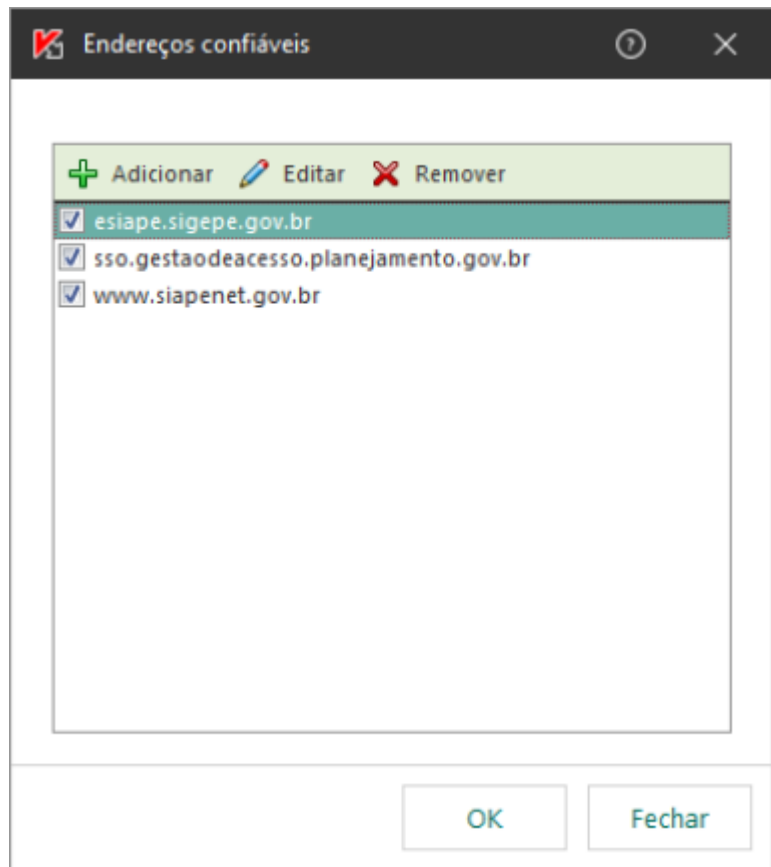 Endereços confiáveis
Adicionar Editar Remover
esiape.sigepe.gov.br
sso.gestaodeacesso.planejamento.gov.br
www.siapenet.gov.br
OK Fechar